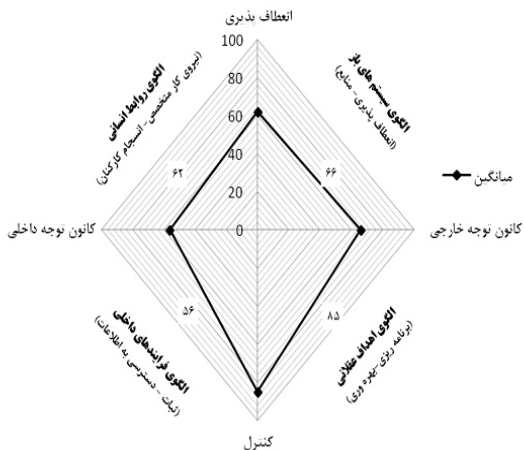 انعطاف پذیری
100
80
60
40
20
0
الگوی روابط انسانی
(نیروی کار متخصص- انسجام کارکنان)
۶۲
الگوی سیستم های باز
(انعطاف پذیری- منابع)
۶۶
میانگین
کانون توجه خارجی
کانون توجه داخلی
۵۶
الگوی فرایندهای داخلی
(ثبات - دسترسی به اطلاعات)
۸۵
الگوی اهداف عقلانی
(برنامه ریزی-بهره وری)
کنترل